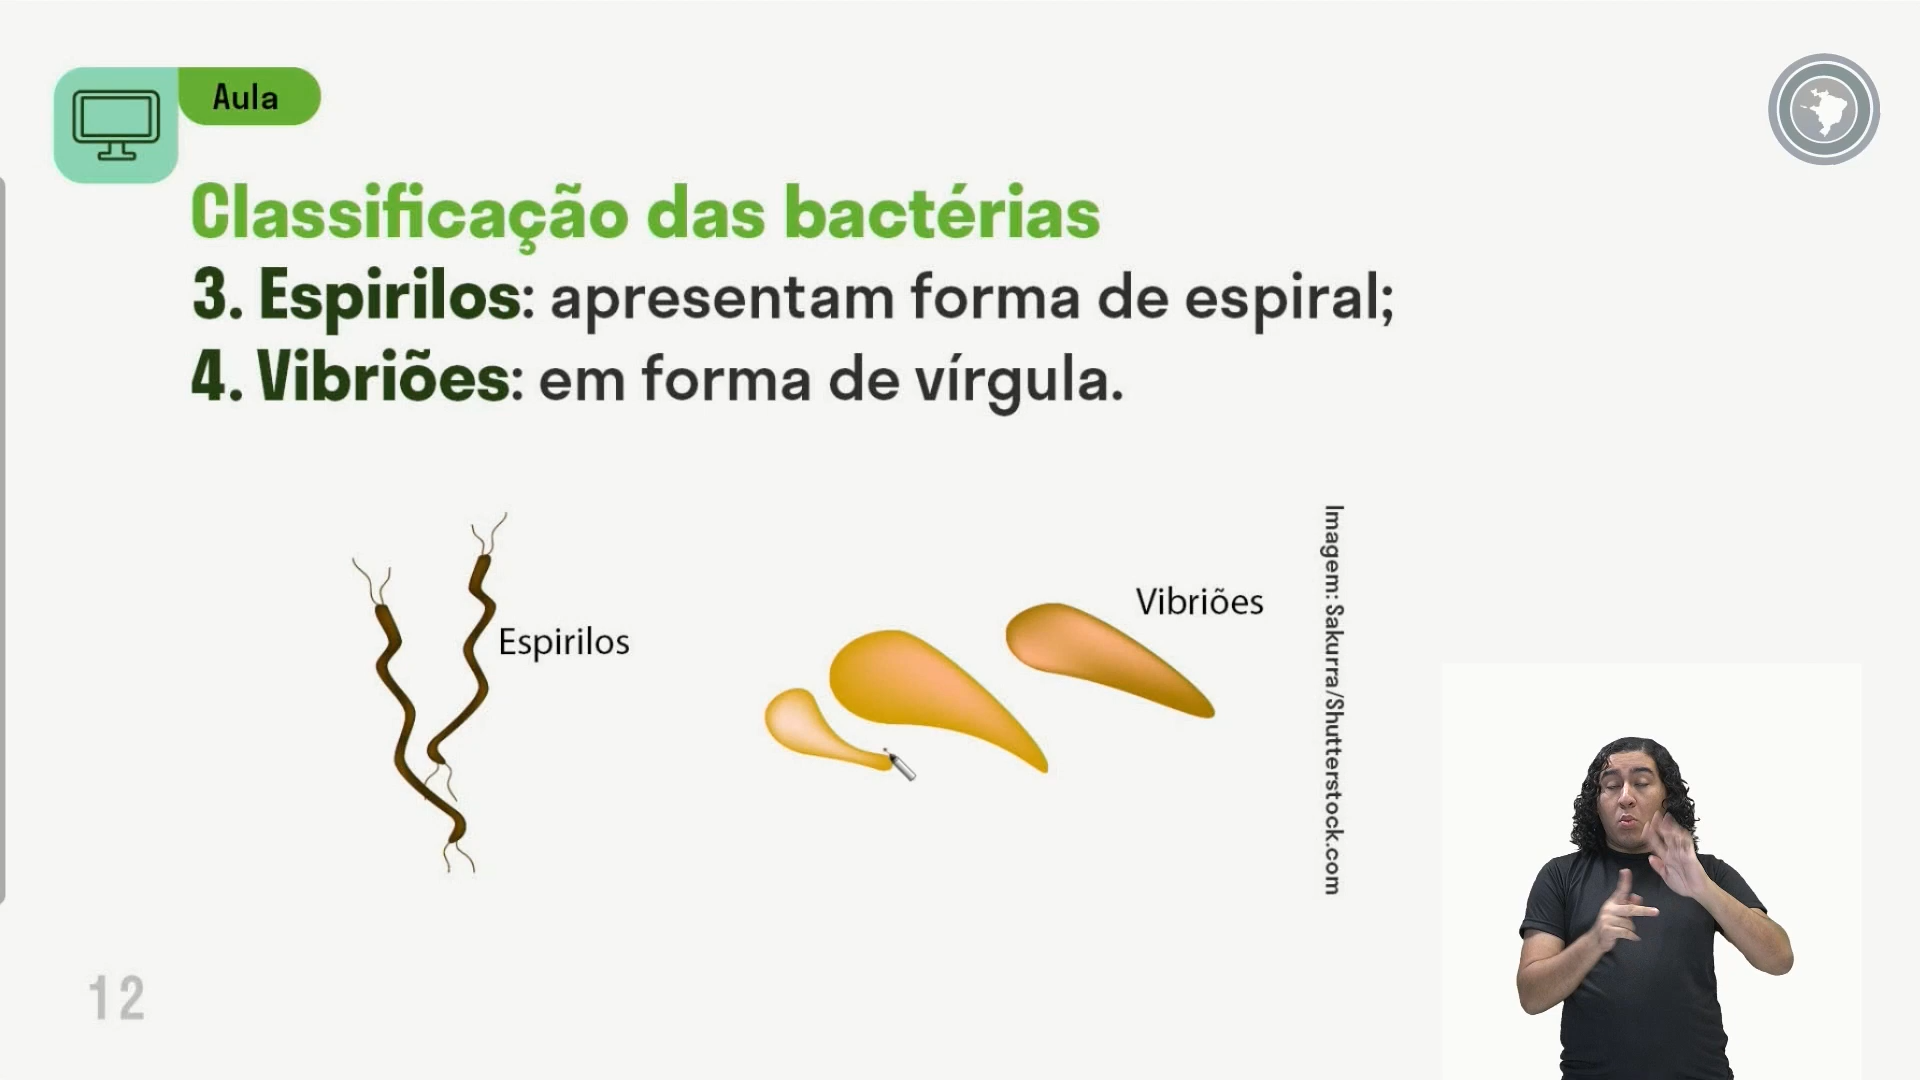 Aula
Classificação das bactérias
3. Espirilos: apresentam forma de espiral;
4. Vibriões: em forma de vírgula.
Espirilos
Vibriões
Imagem: Sakurra/Shutterstock.com
12